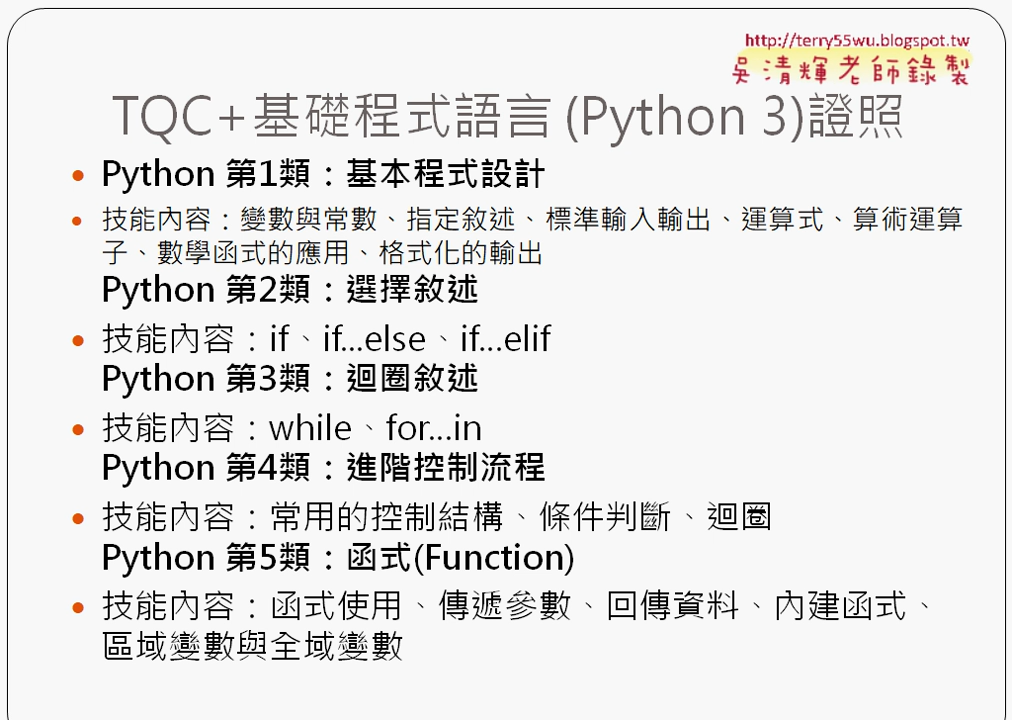 http://terry55wu.blogspot.tw
吳清輝老師錄製
TQC+基礎程式語言 (Python 3)證照
Python 第1類：基本程式設計
技能內容：變數與常數、指定敘述、標準輸入輸出、運算式、算術運算
子、數學函式的應用、格式化的輸出
Python 第2類：選擇敘述
技能內容：if、if...else、if...elif
Python 第3類：迴圈敘述
技能內容：while、for...in
Python 第4類：進階控制流程
技能內容：常用的控制結構、條件判斷、迴圈
Python 第5類：函式(Function)
技能內容：函式使用、傳遞參數、回傳資料、內建函式、
區域變數與全域變數